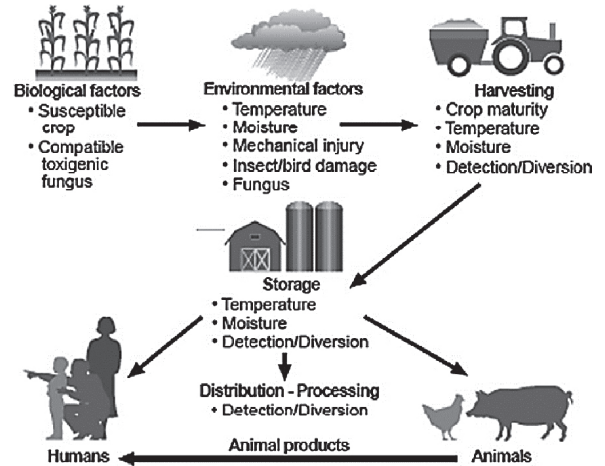 Biological factors
• Susceptible
crop
• Compatible
toxigenic
fungus
Environmental factors
• Temperature
• Moisture
• Mechanical injury
• Insect/bird damage
• Fungus
Harvesting
• Crop maturity
• Temperature
• Moisture
• Detection/Diversion
Storage
• Temperature
• Moisture
• Detection/Diversion
Distribution - Processing
• Detection/Diversion
Humans
Animal products
Animals